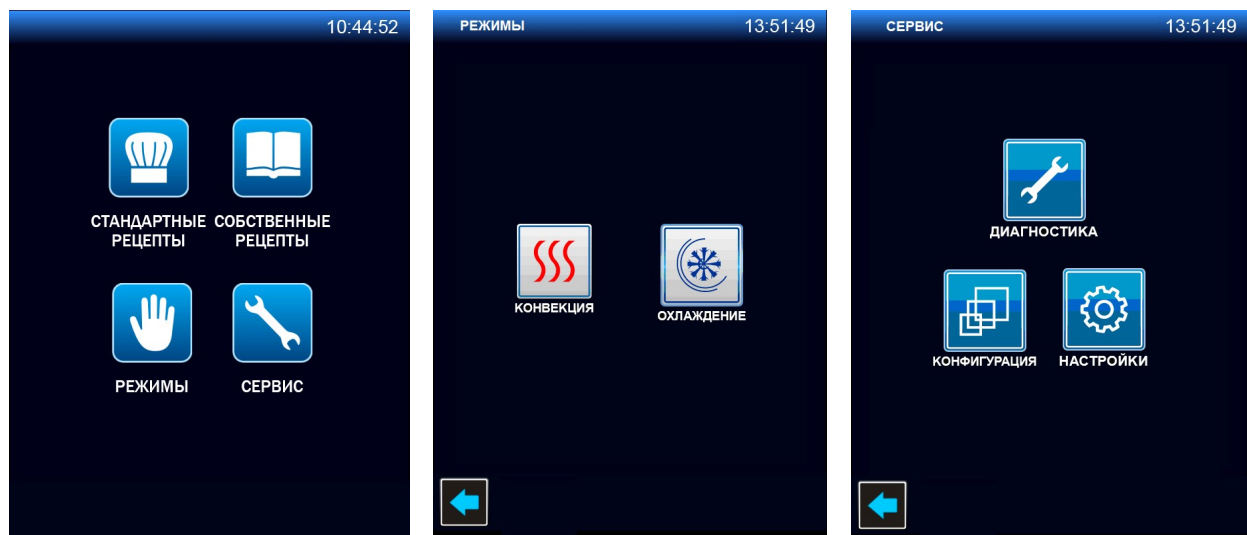 10:44:52
СТАНДАРТНЫЕ СОБСТВЕННЫЕ
РЕЦЕПТЫ РЕЦЕПТЫ
РЕЖИМЫ СЕРВИС
РЕЖИМЫ 13:51:49
КОНВЕКЦИЯ
ОХЛАЖДЕНИЕ
СЕРВИС 13:51:49
ДИАГНОСТИКА
КОНФИГУРАЦИЯ НАСТРОЙКИ